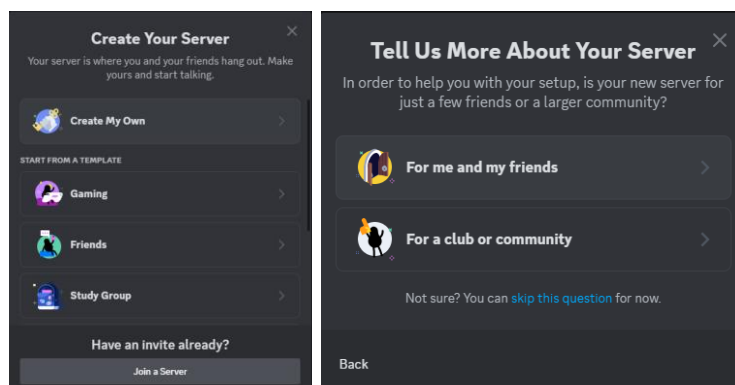 Create Your Server
Your server is where you and your friends hang out. Make
yours and start talking.
Create My Own
START FROM A TEMPLATE
Gaming
Friends
Study Group
Have an invite already?
Join a Server
Tell Us More About Your Server
In order to help you with your setup, is your new server for
just a few friends or a larger community?
For me and my friends
For a club or community
Not sure? You can skip this question for now.
Back